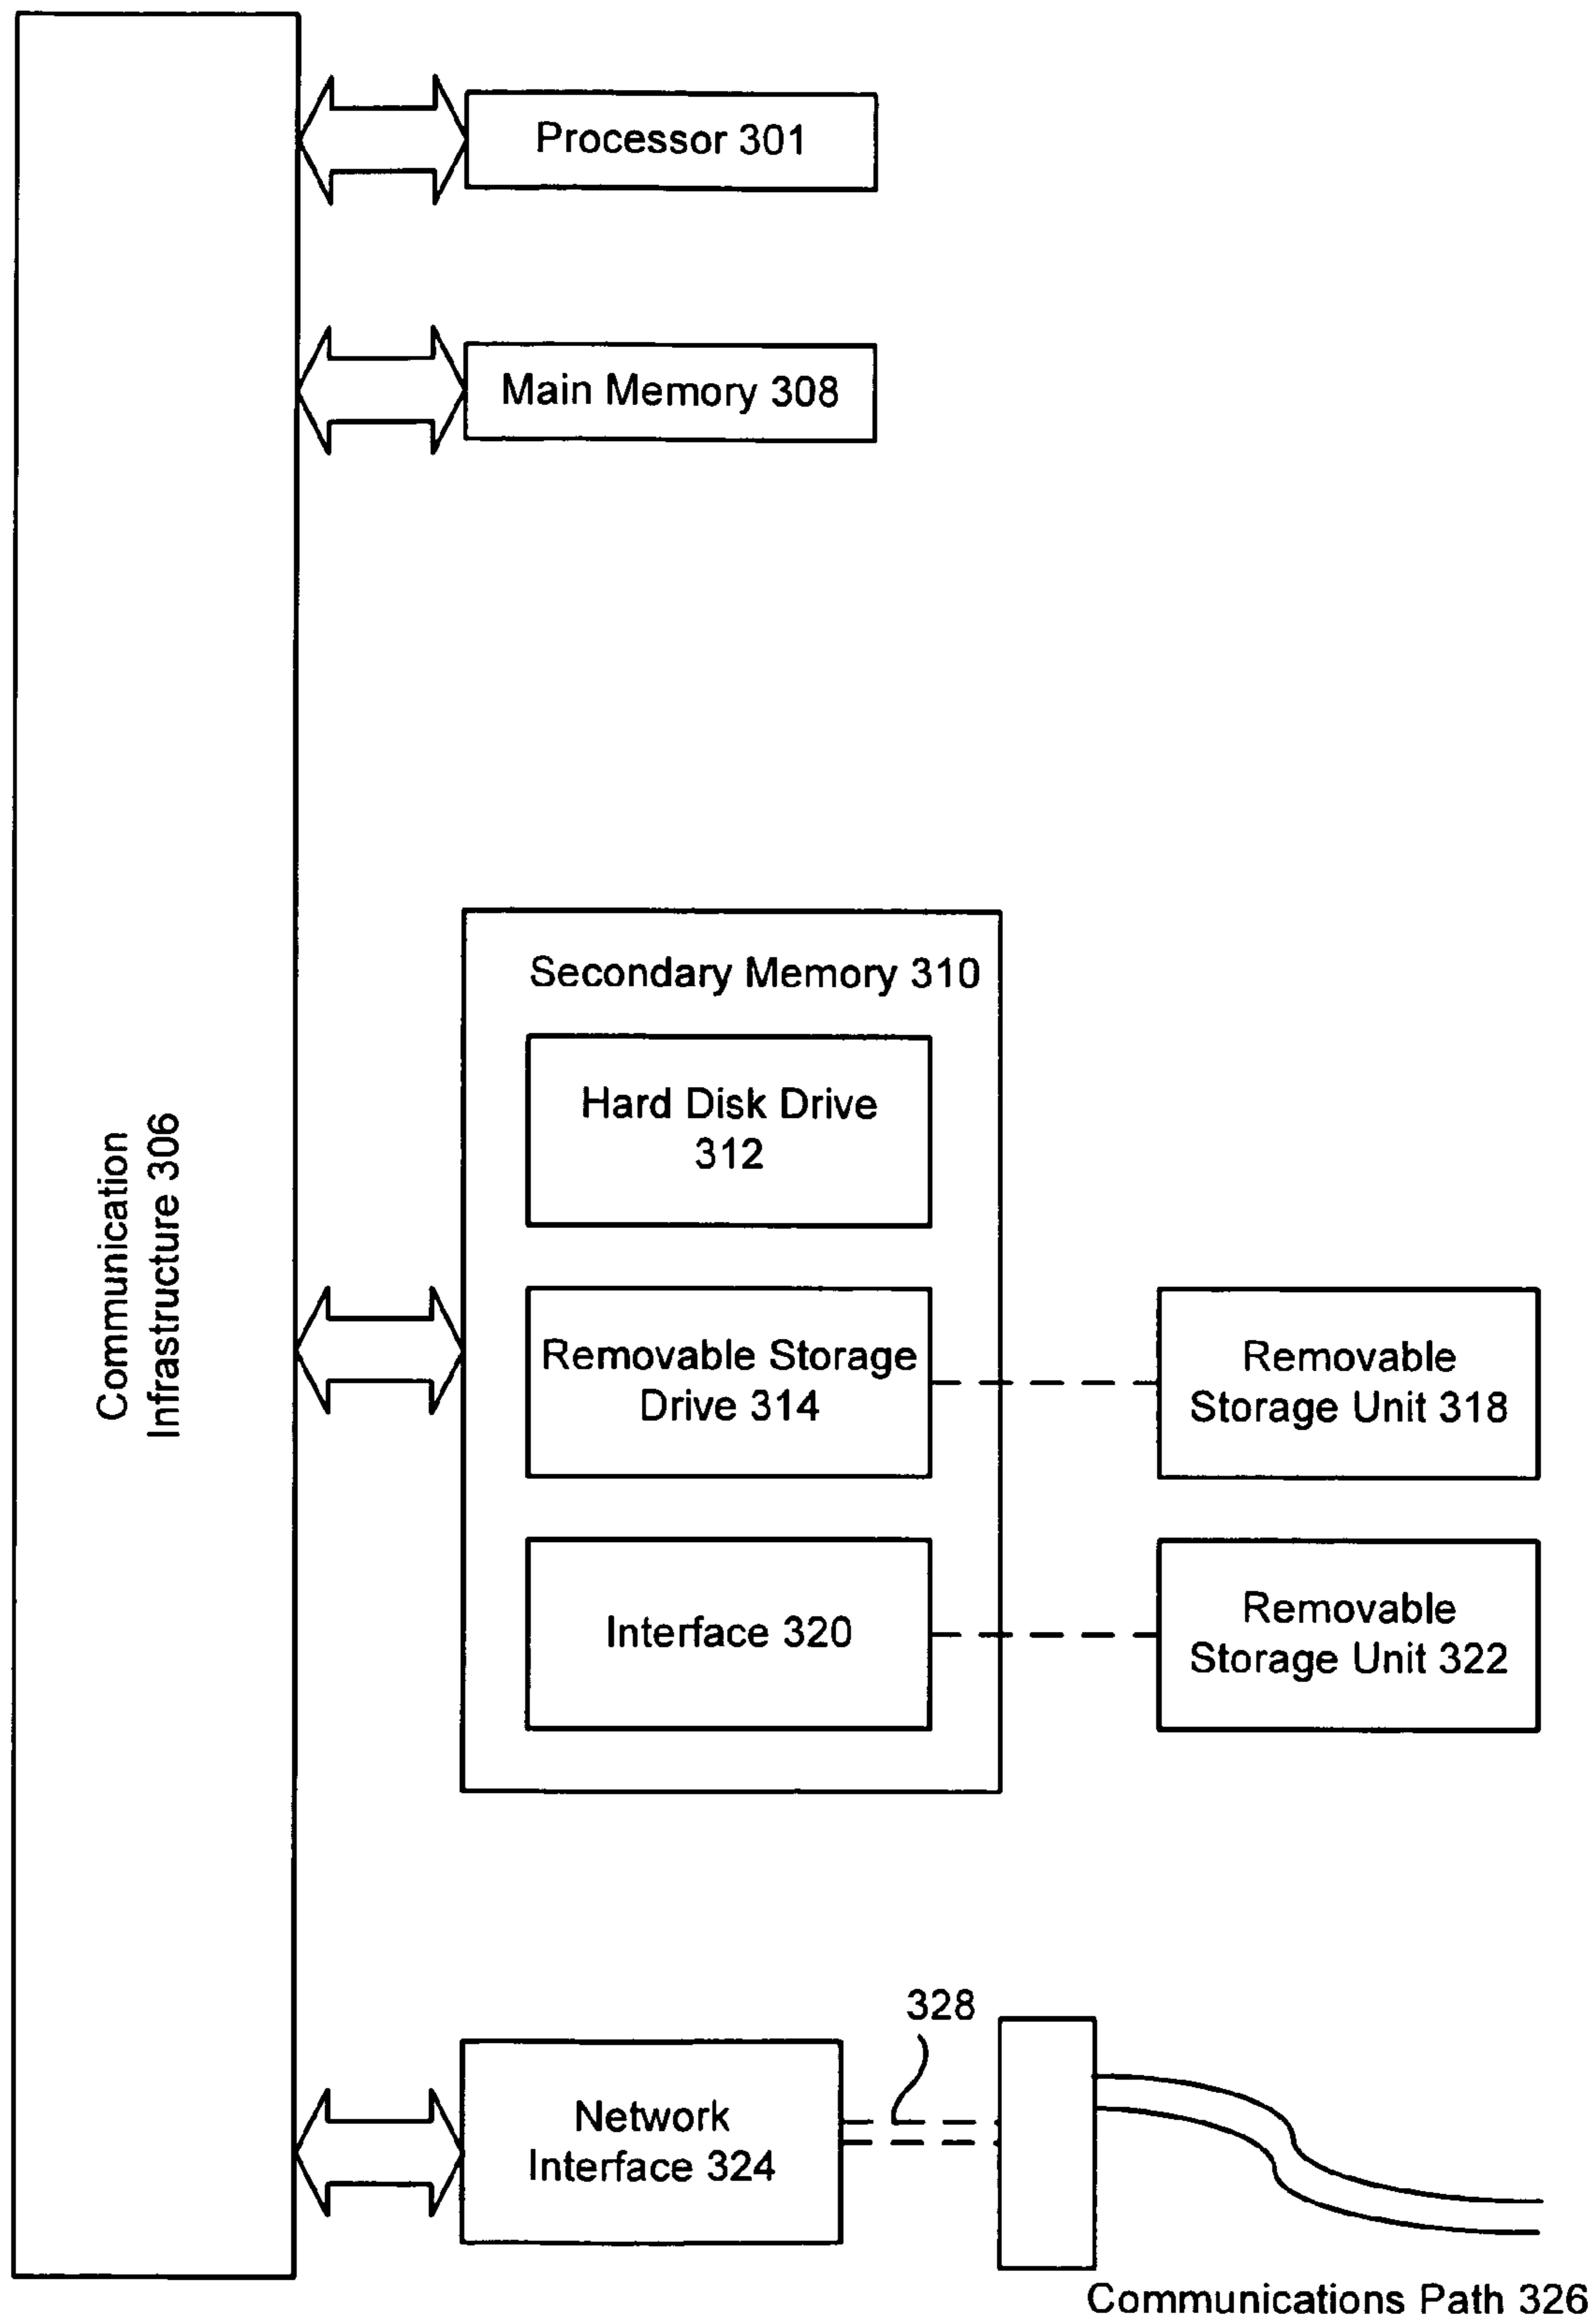 Processor 301
Main Memory 308
Communication
Infrastructure 306
Secondary Memory 310
Hard Disk Drive
312
Removable Storage
Drive 314
Removable
Storage Unit 318
Interface 320
Removable
Storage Unit 322
328
Network
Interface 324
Communications Path 326